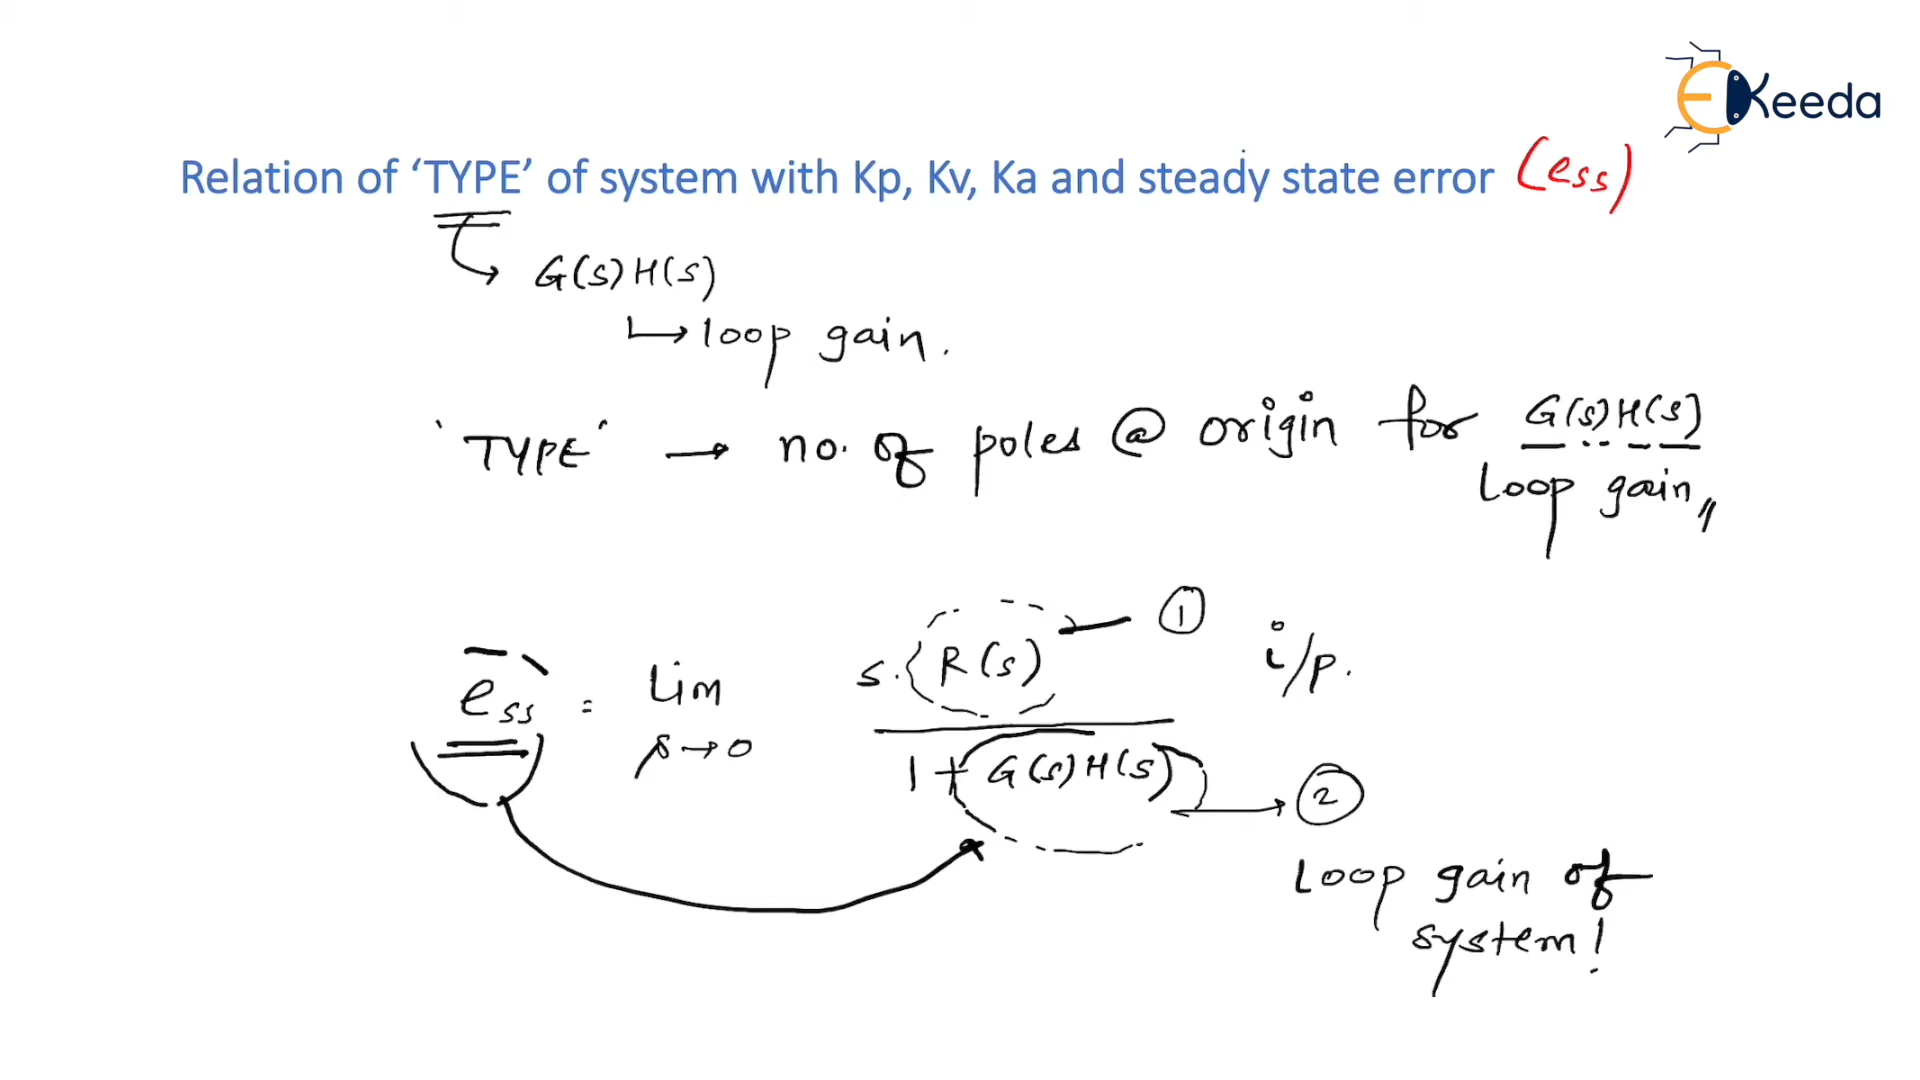 EKeeda
Relation of ‘TYPE’ of system with Kp, Kv, Ka and steady state error (ess)
G(s)H(s)
loop gain.
'TYPE' → no. of poles @ origin for G(s)H(s)
Loop gain,,
ess = Lim s→0 s.R(s) / 1 + G(s)H(s)
1 i/p.
2
Loop gain of
system!